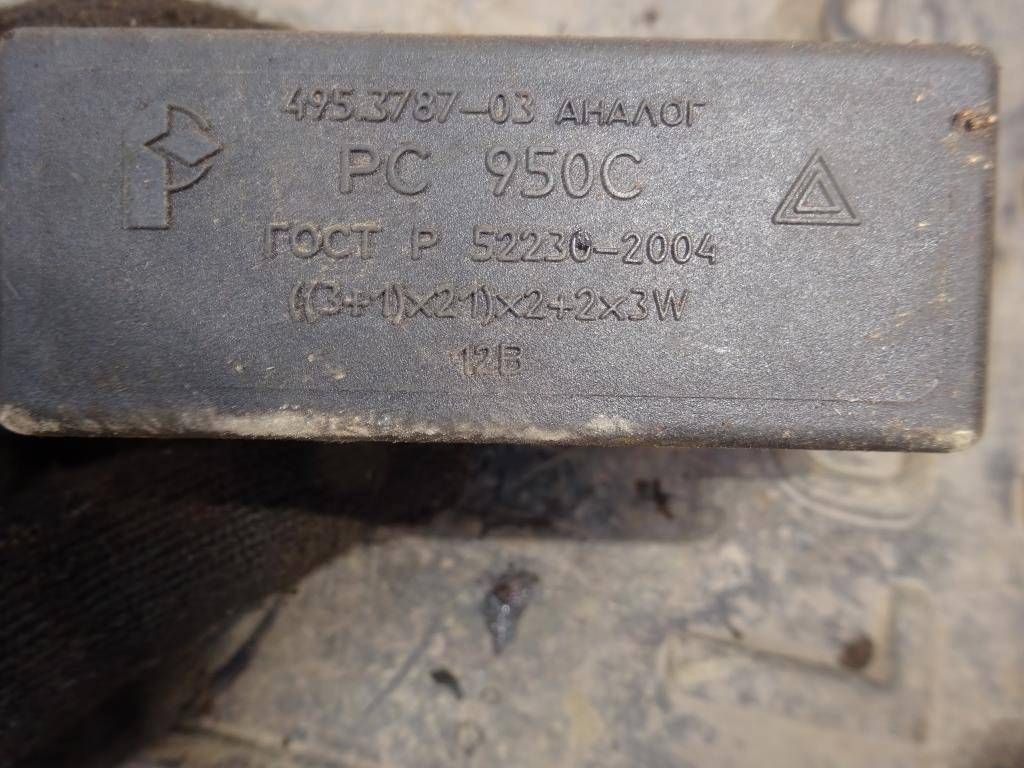 495.3787-03 АНАЛОГ
РС 950С
ГОСТ Р 52230-2004
((3+1)x21)x2+2x3W
12В